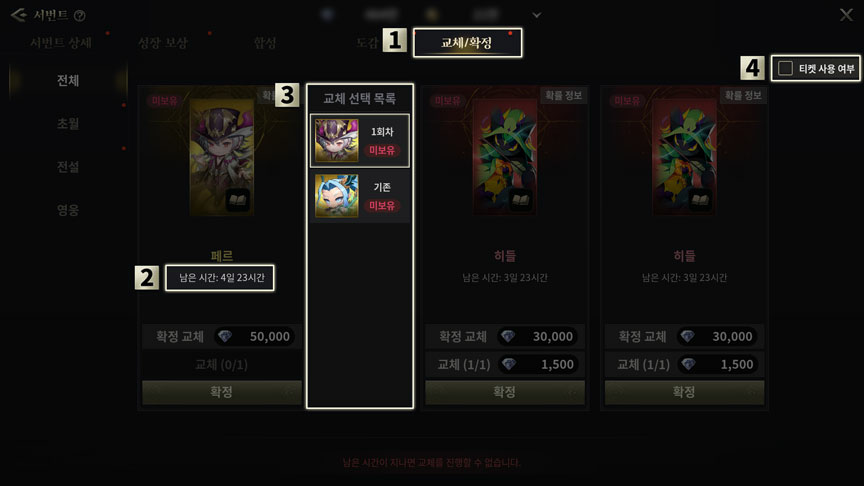 서번트 ?
서번트 상세
성장 보상
합성
도감
1
교체/확정
4
티켓 사용 여부
전체
초월
전설
영웅
미보유
확률
페르
2
남은 시간: 4일 23시간
확정 교체 50,000
교체 (0/1)
확정
3
교체 선택 목록
1회차
미보유
기존
미보유
미보유
확률 정보
히들
남은 시간: 3일 23시간
확정 교체 30,000
교체 (1/1) 1,500
확정
미보유
확률 정보
히들
남은 시간: 3일 23시간
확정 교체 30,000
교체 (1/1) 1,500
확정
남은 시간이 지나면 교체를 진행할 수 없습니다.